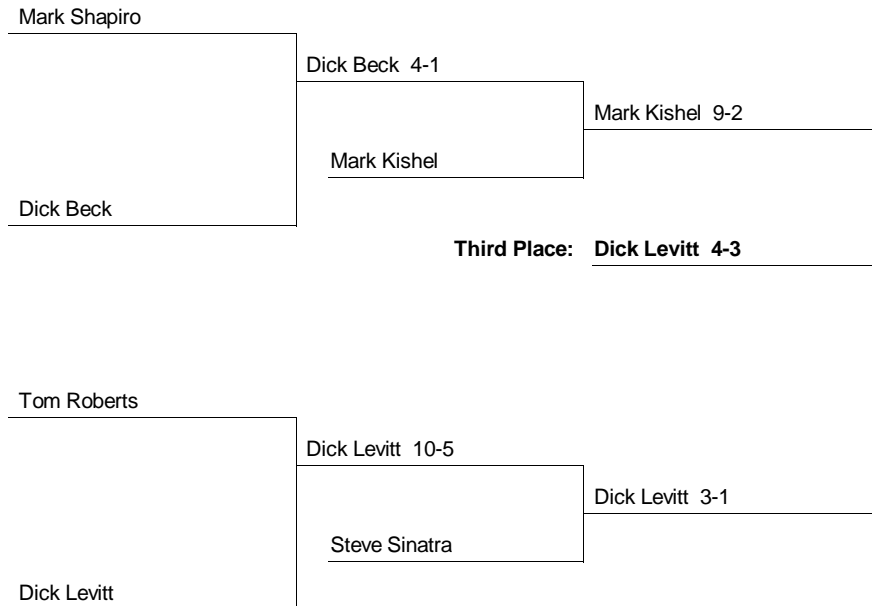 Mark Shapiro
Dick Beck 4-1
Mark Kishel 9-2
Mark Kishel
Dick Beck
Third Place: Dick Levitt 4-3
Tom Roberts
Dick Levitt 10-5
Dick Levitt 3-1
Steve Sinatra
Dick Levitt